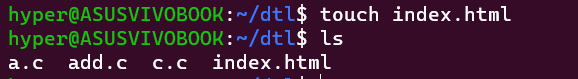 hyper@ASUSVIVOBOOK:~/dtl$ touch index.html
hyper@ASUSVIVOBOOK:~/dtl$ ls
a.c  add.c  c.c  index.html